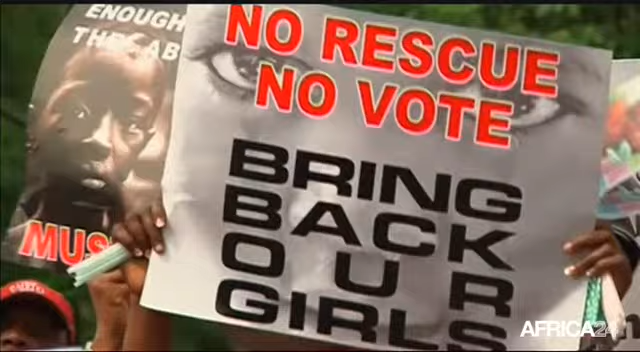 ENOUGH
NO RESCUE
NO VOTE
BRING
BACK
OUR
GIRLS
MUS
AFRICA24